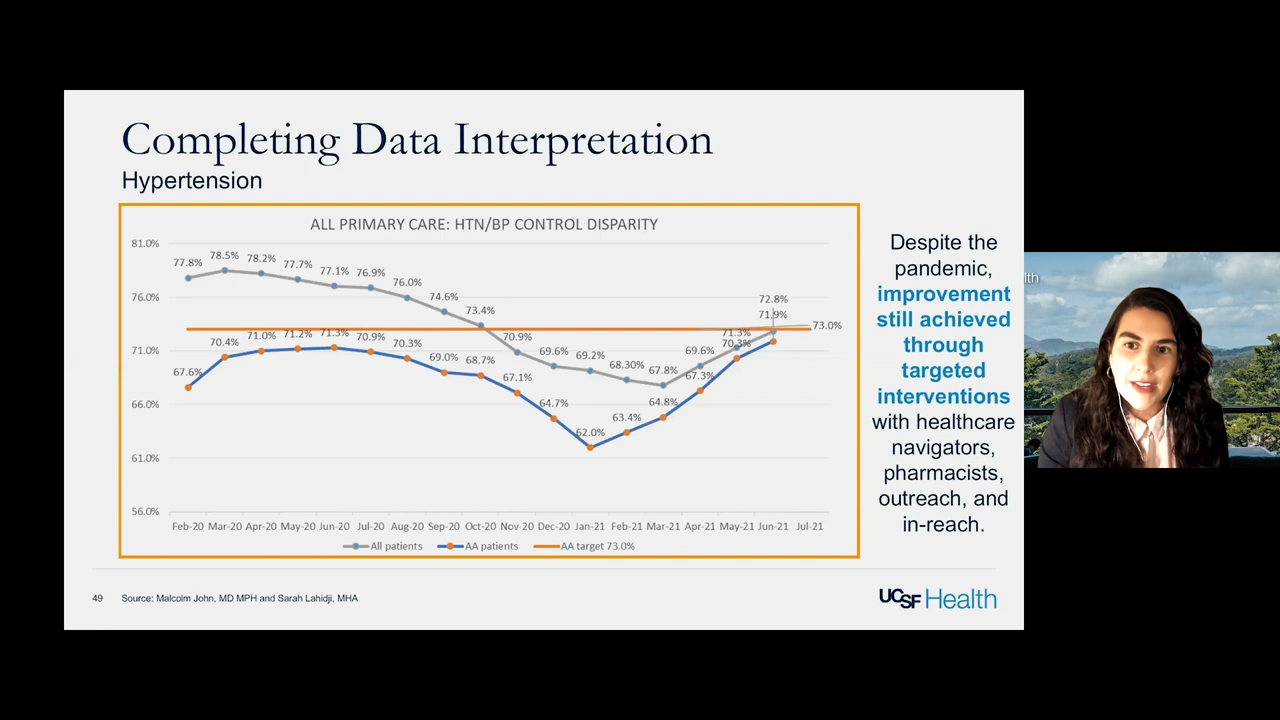 Completing Data Interpretation
Hypertension
ALL PRIMARY CARE: HTN/BP CONTROL DISPARITY
81.0%
76.0%
71.0%
66.0%
61.0%
56.0%
77.8% 78.5% 78.2% 77.7% 77.1% 76.9% 76.0% 74.6% 73.4% 70.9% 69.6% 69.2% 68.30% 67.8% 69.6% 71.3% 72.8%
73.0%
67.6% 70.4% 71.0% 71.2% 71.3% 70.9% 70.3% 69.0% 68.7% 67.1% 64.7% 62.0% 63.4% 64.8% 67.3% 70.3% 71.9%
Feb-20 Mar-20 Apr-20 May-20 Jun-20 Jul-20 Aug-20 Sep-20 Oct-20 Nov-20 Dec-20 Jan-21 Feb-21 Mar-21 Apr-21 May-21 Jun-21 Jul-21
All patients AA patients AA target 73.0%
Despite the
pandemic,
improvement
still achieved
through
targeted
interventions
with healthcare
navigators,
pharmacists,
outreach, and
in-reach.
lth
49 Source: Malcolm John, MD MPH and Sarah Lahidji, MHA
UCSF Health